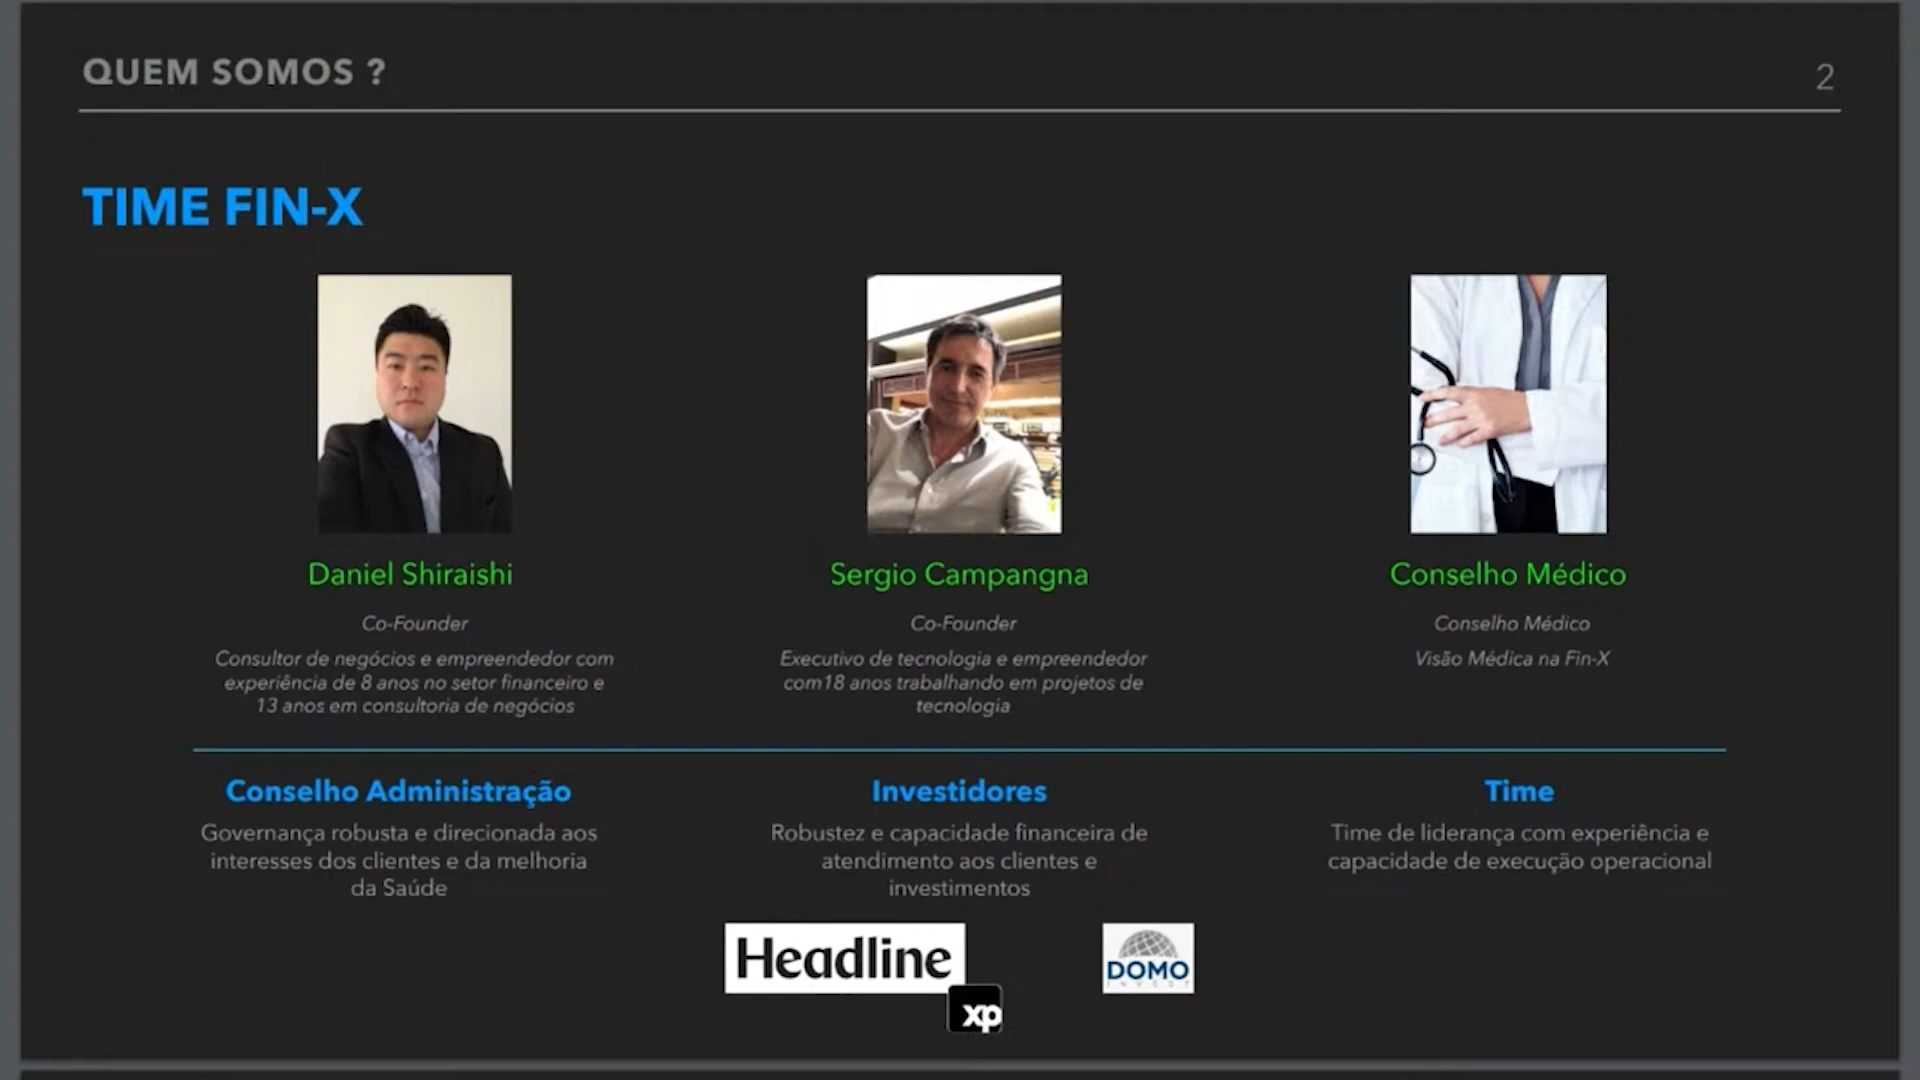 QUEM SOMOS ?
2
TIME FIN-X
Daniel Shiraishi
Co-Founder
Consultor de negócios e empreendedor com
experiência de 8 anos no setor financeiro e
13 anos em consultoria de negócios
Sergio Campangna
Co-Founder
Executivo de tecnologia e empreendedor
com18 anos trabalhando em projetos de
tecnologia
Conselho Médico
Conselho Médico
Visão Médica na Fin-X
Conselho Administração
Governança robusta e direcionada aos
interesses dos clientes e da melhoria
da Saúde
Investidores
Robustez e capacidade financeira de
atendimento aos clientes e
investimentos
Time
Time de liderança com experiência e
capacidade de execução operacional
Headline
xp
DOMO
INVEST